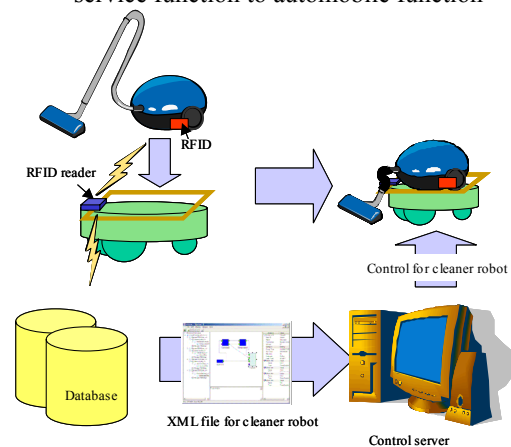 service function to automobile function
RFID
RFID reader
Control for cleaner robot
Database
XML file for cleaner robot
Control server